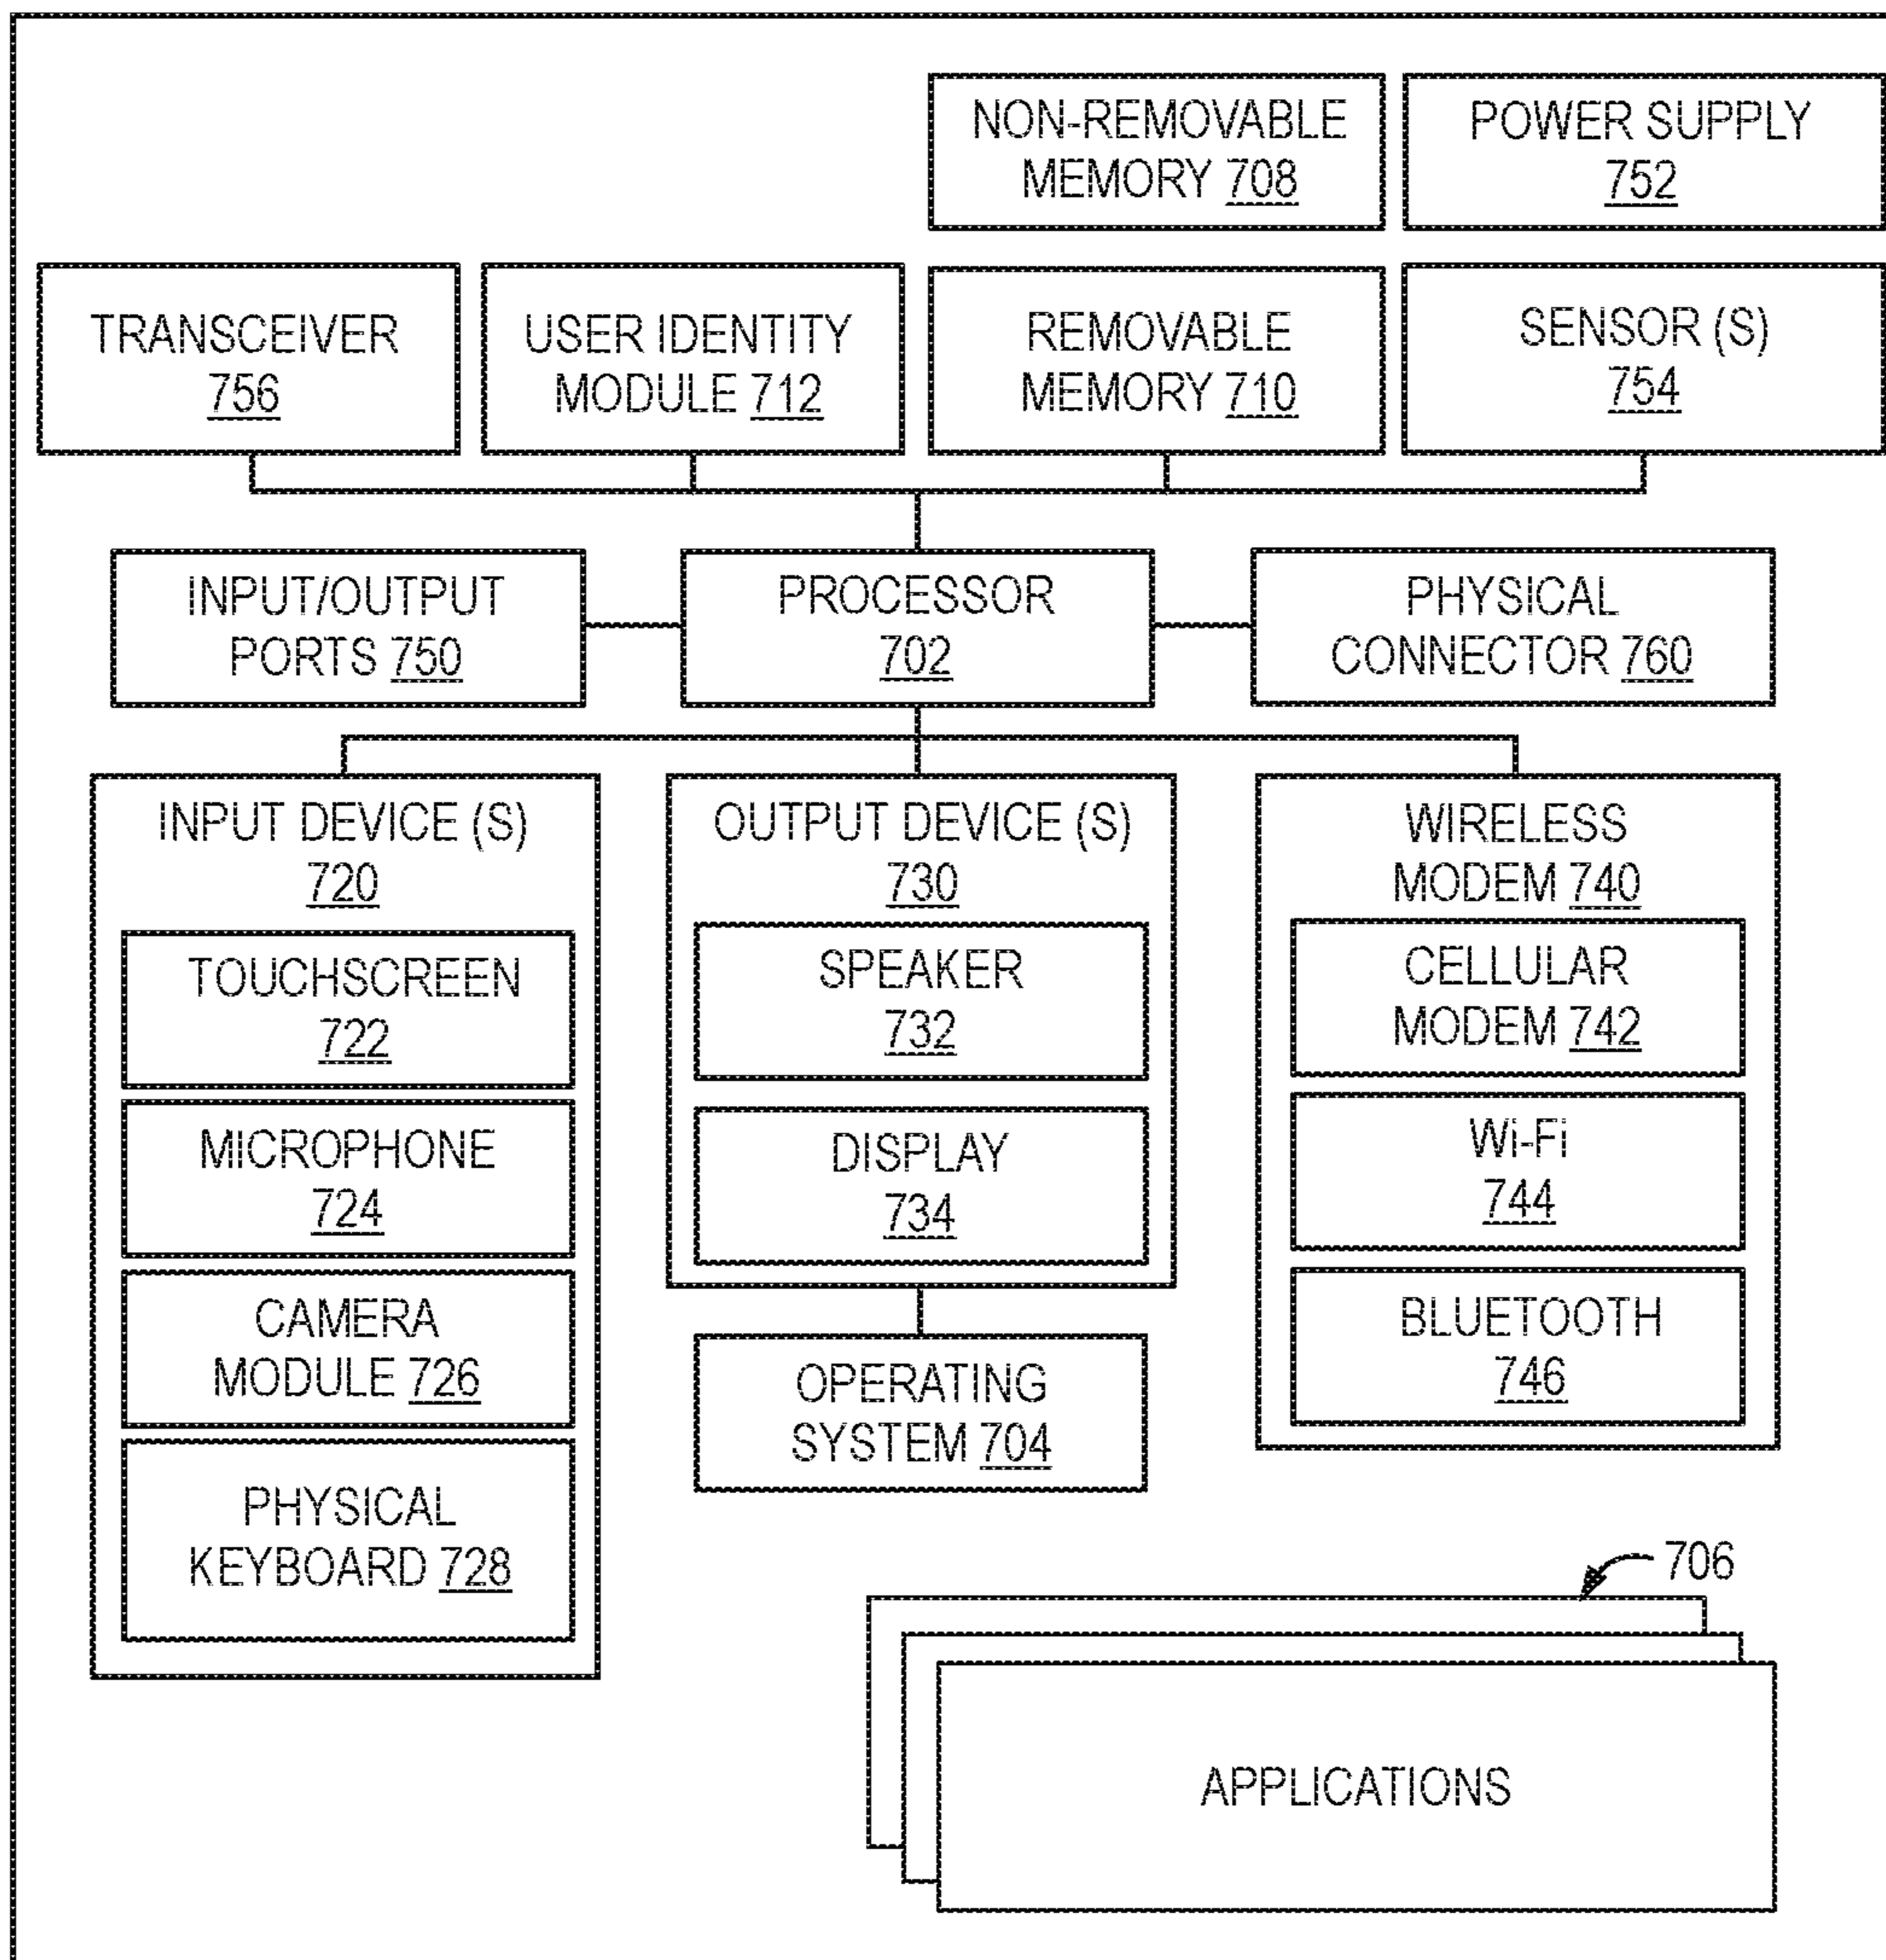 NON-REMOVABLE
MEMORY 708
POWER SUPPLY
752
TRANSCEIVER
756
USER IDENTITY
MODULE 712
REMOVABLE
MEMORY 710
SENSOR (S)
754
INPUT/OUTPUT
PORTS 750
PROCESSOR
702
PHYSICAL
CONNECTOR 760
INPUT DEVICE (S)
720
TOUCHSCREEN
722
MICROPHONE
724
CAMERA
MODULE 726
PHYSICAL
KEYBOARD 728
OUTPUT DEVICE (S)
730
SPEAKER
732
DISPLAY
734
OPERATING
SYSTEM 704
WIRELESS
MODEM 740
CELLULAR
MODEM 742
Wi-Fi
744
BLUETOOTH
746
706
APPLICATIONS